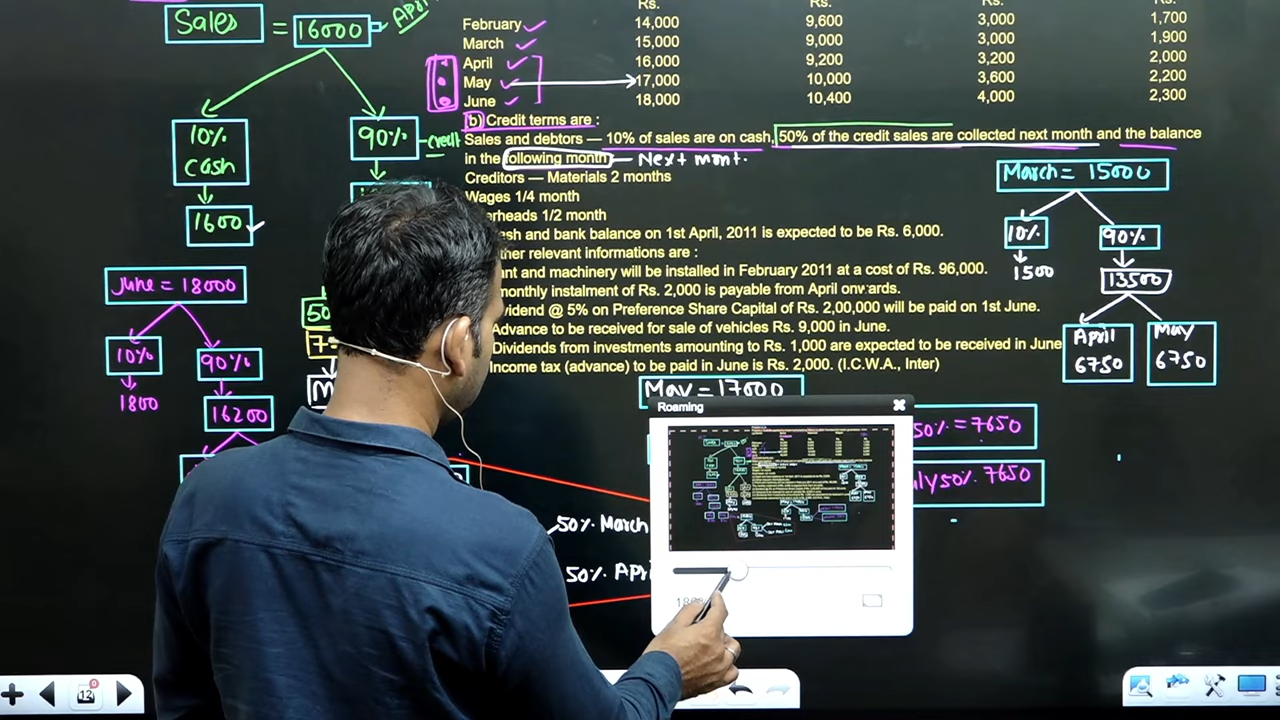 Rs. Rs. Rs. Rs.
Sales = 16000 April
February 14,000 9,600 3,000 1,700
March 15,000 9,000 3,000 1,900
April 16,000 9,200 3,200 2,000
May 17,000 10,000 3,600 2,200
June 18,000 10,400 4,000 2,300
b) Credit terms are :
Sales and debtors — 10% of sales are on cash, 50% of the credit sales are collected next month and the balance
in the following month. Next mont.
Creditors — Materials 2 months
Wages 1/4 month
erheads 1/2 month
ash and bank balance on 1st April, 2011 is expected to be Rs. 6,000.
ther relevant informations are :
nt and machinery will be installed in February 2011 at a cost of Rs. 96,000.
monthly instalment of Rs. 2,000 is payable from April onwards.
vidend @ 5% on Preference Share Capital of Rs. 2,00,000 will be paid on 1st June.
Advance to be received for sale of vehicles Rs. 9,000 in June.
Dividends from investments amounting to Rs. 1,000 are expected to be received in June
Income tax (advance) to be paid in June is Rs. 2,000. (I.C.W.A., Inter)
10% cash
90% credit
1600
June = 18000
10% 90%
1800
16200
March = 15000
10% 90%
1500
13500
April 6750
May 6750
May = 17000
50% = 7650
uly 50% 7650
50% March
50% Apri
Roaming
12